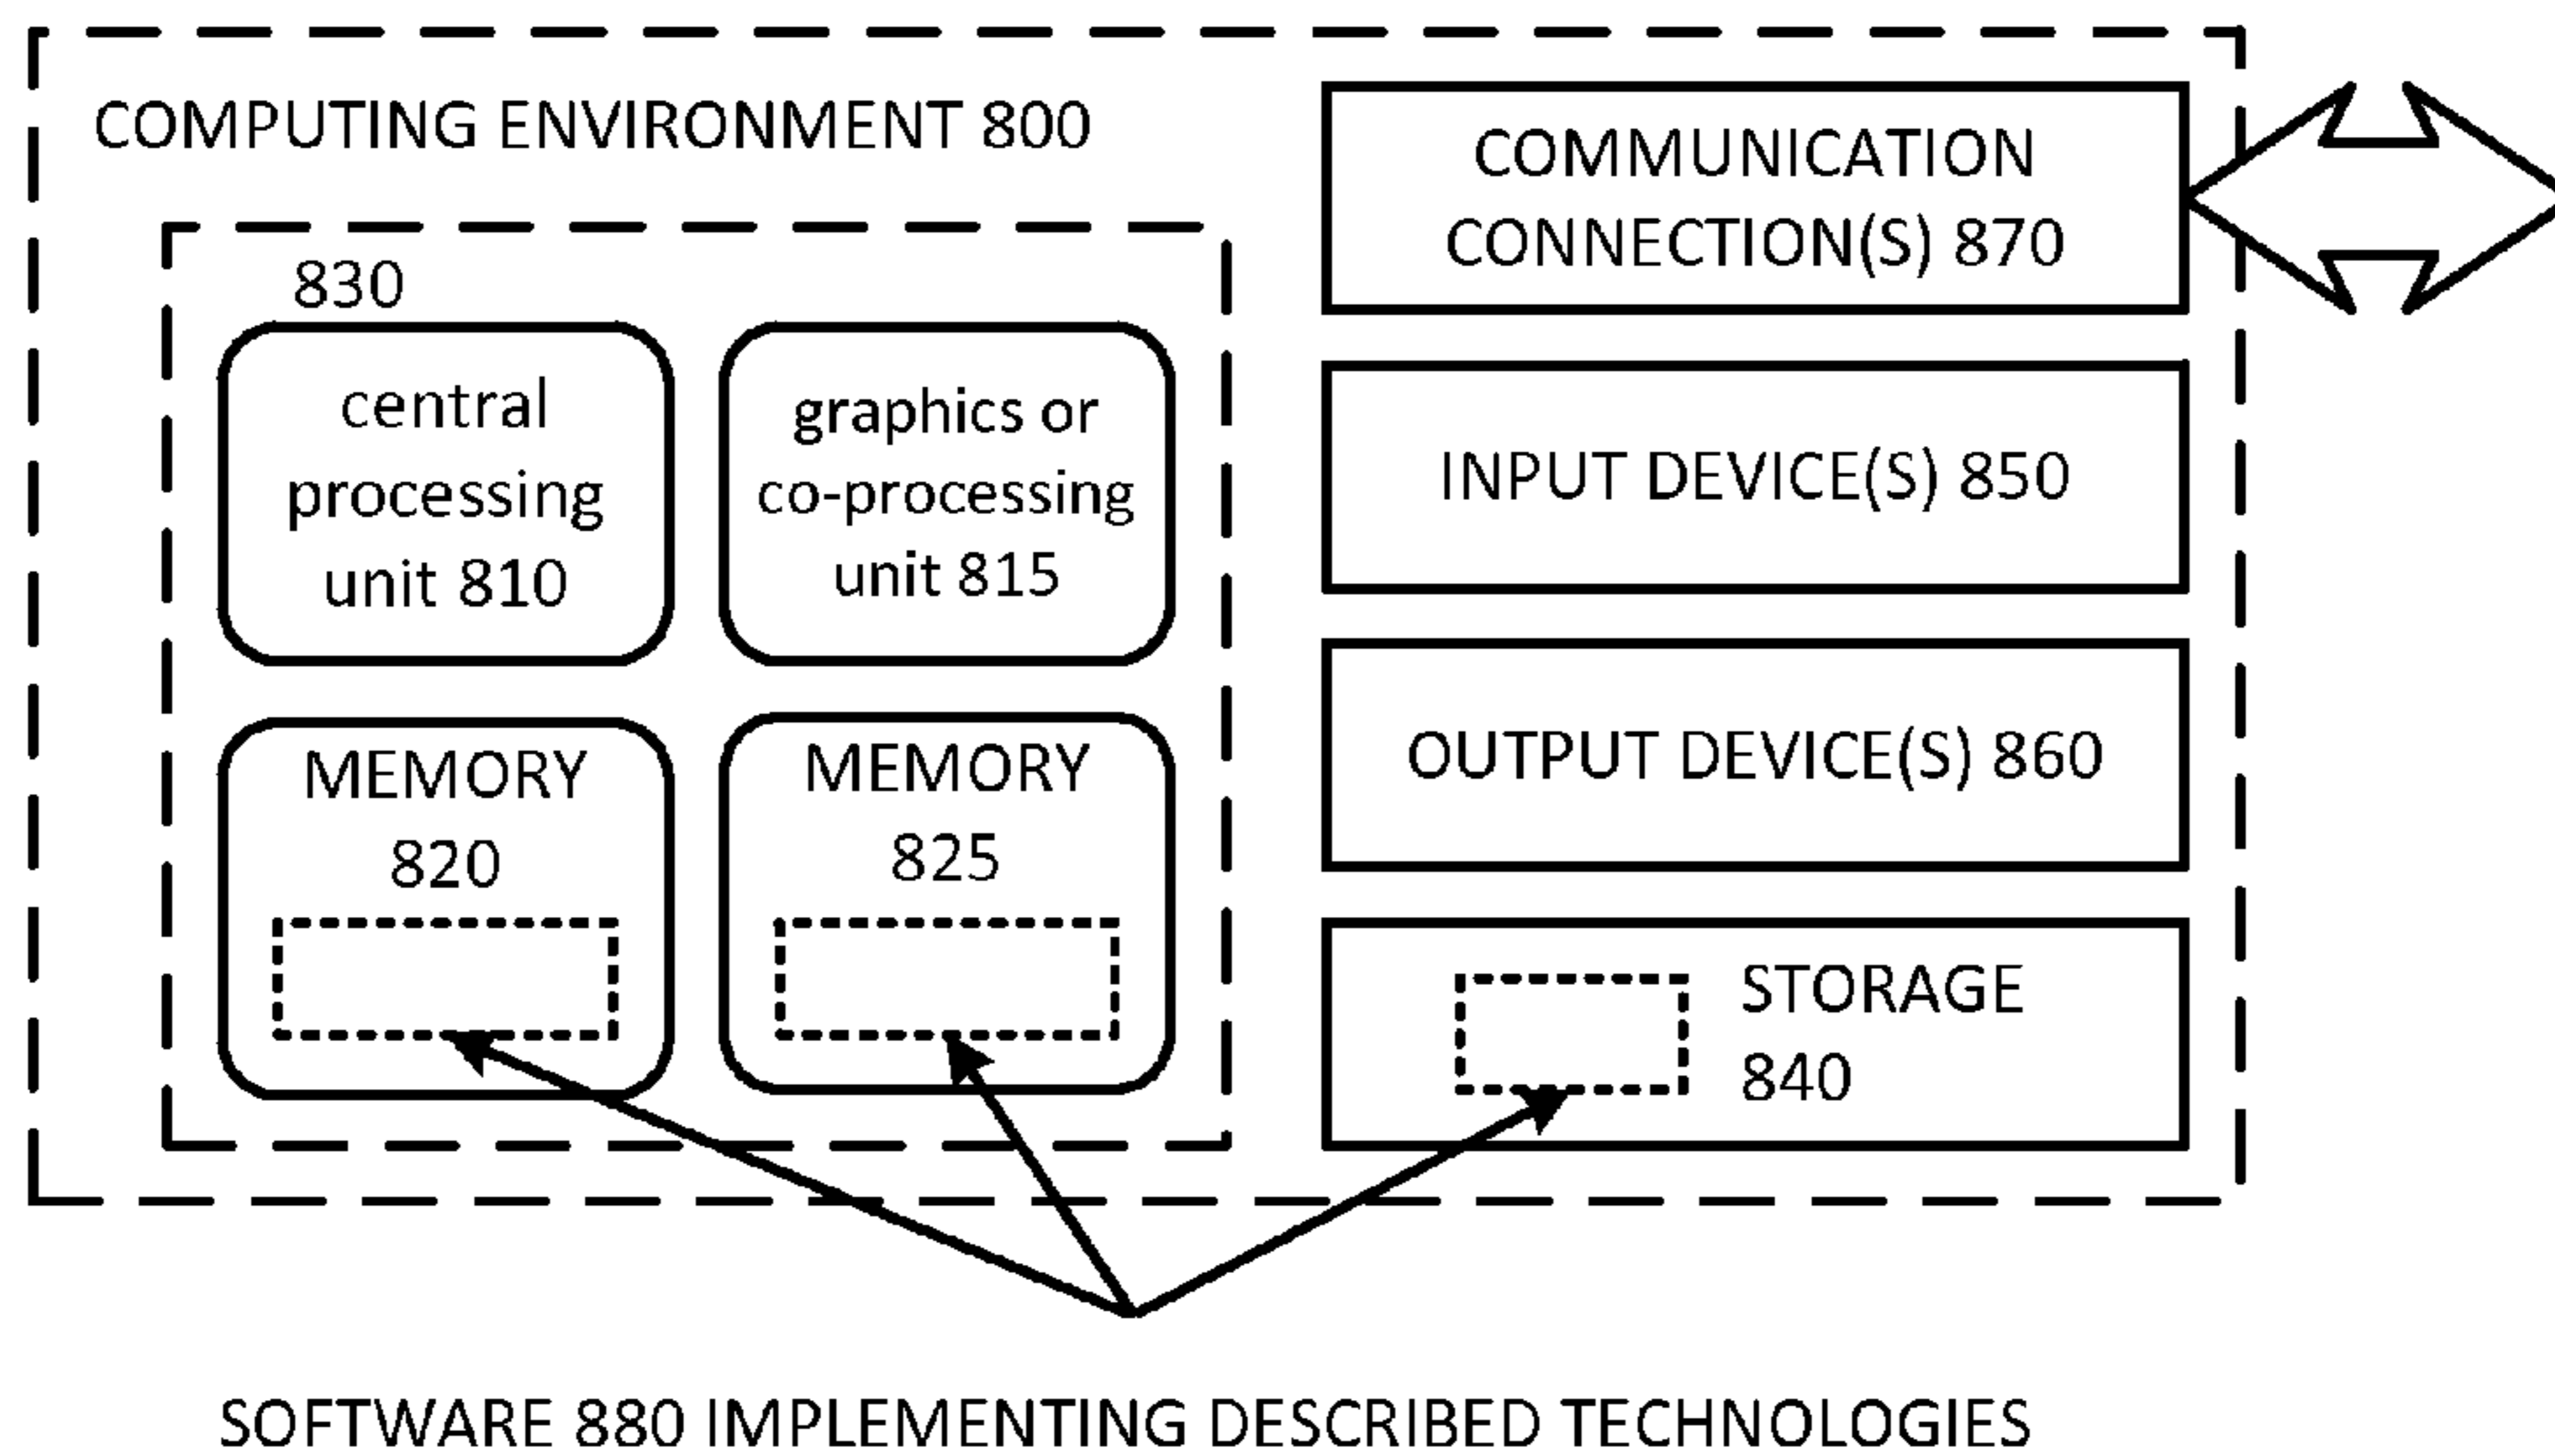 COMPUTING ENVIRONMENT 800
830
central
processing
unit 810
graphics or
co-processing
unit 815
MEMORY
820
MEMORY
825
COMMUNICATION
CONNECTION(S) 870
INPUT DEVICE(S) 850
OUTPUT DEVICE(S) 860
STORAGE
840
SOFTWARE 880 IMPLEMENTING DESCRIBED TECHNOLOGIES